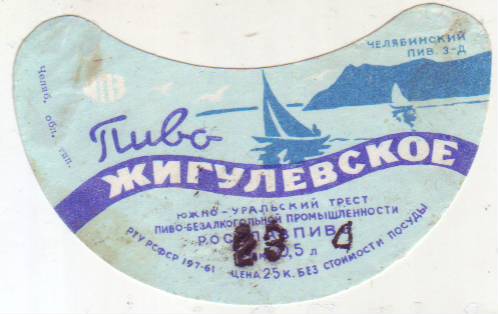 ЧЕЛЯБИНСКИЙ
ПИВ. З-Д
Челяб. обл. тип.
Пиво
ЖИГУЛЕВСКОЕ
ЮЖНО-УРАЛЬСКИЙ ТРЕСТ
ПИВО-БЕЗАЛКОГОЛЬНОЙ ПРОМЫШЛЕННОСТИ
РОСГЛАВПИВО
0,5 л
23
РТУ РСФСР 197-61 ЦЕНА 25 К. БЕЗ СТОИМОСТИ ПОСУДЫ